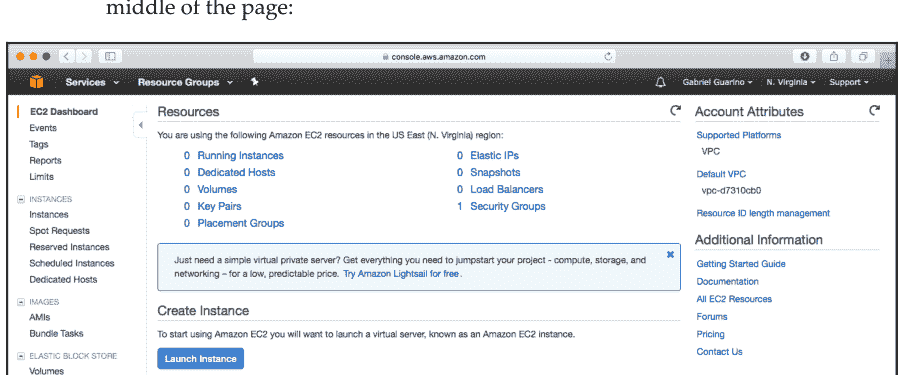 middle of the page:
console.aws.amazon.com
Services
Resource Groups
Gabriel Guarino
N. Virginia
Support
EC2 Dashboard
Events
Tags
Reports
Limits
INSTANCES
Instances
Spot Requests
Reserved Instances
Scheduled Instances
Dedicated Hosts
IMAGES
AMIs
Bundle Tasks
ELASTIC BLOCK STORE
Volumes
Resources
You are using the following Amazon EC2 resources in the US East (N. Virginia) region:
0 Running Instances
0 Dedicated Hosts
0 Volumes
0 Key Pairs
0 Placement Groups
0 Elastic IPs
0 Snapshots
0 Load Balancers
1 Security Groups
Just need a simple virtual private server? Get everything you need to jumpstart your project - compute, storage, and
networking – for a low, predictable price. Try Amazon Lightsail for free.
Create Instance
To start using Amazon EC2 you will want to launch a virtual server, known as an Amazon EC2 instance.
Launch Instance
Account Attributes
Supported Platforms
VPC
Default VPC
vpc-d7310cb0
Resource ID length management
Additional Information
Getting Started Guide
Documentation
All EC2 Resources
Forums
Pricing
Contact Us